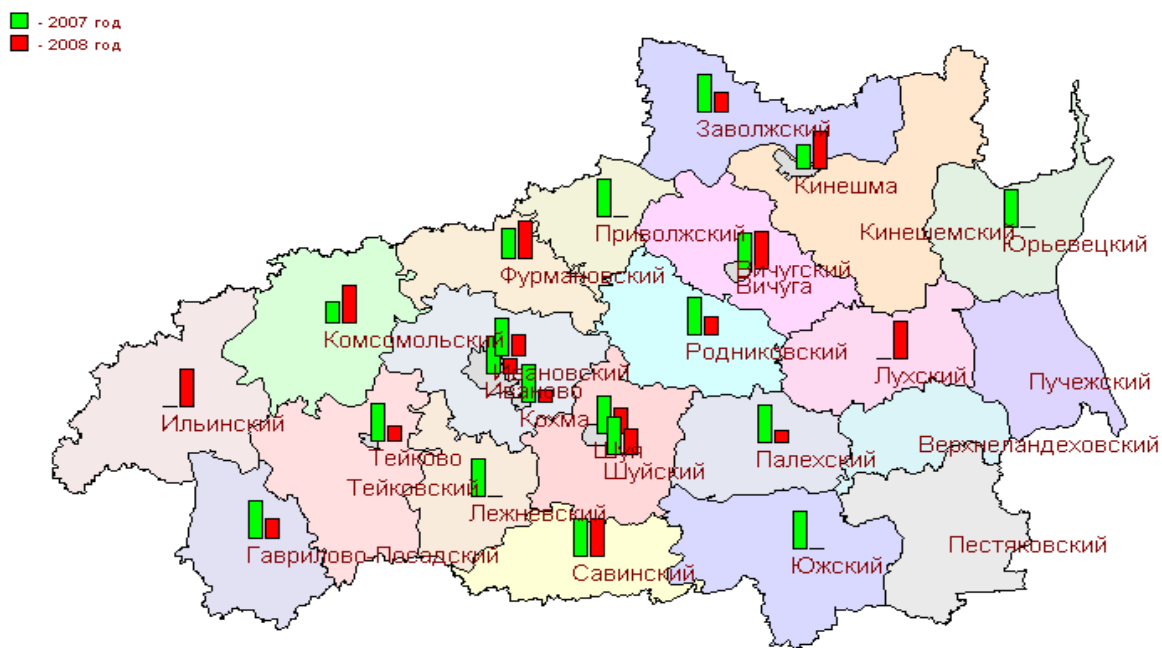 - 2007 год
- 2008 год
Заволжский
Кинешма
Приволжский
Кинешемский
Юрьевецкий
Фурмановский
Вичугский
Вичуга
Комсомольский
Родниковский
Ивановский
Иваново
Лухский
Пучежский
Ильинский
Кохма
Шуя
Шуйский
Палехский
Верхнеландеховский
Тейково
Тейковский
Лежневский
Гаврилово-Посадский
Савинский
Южский
Пестяковский